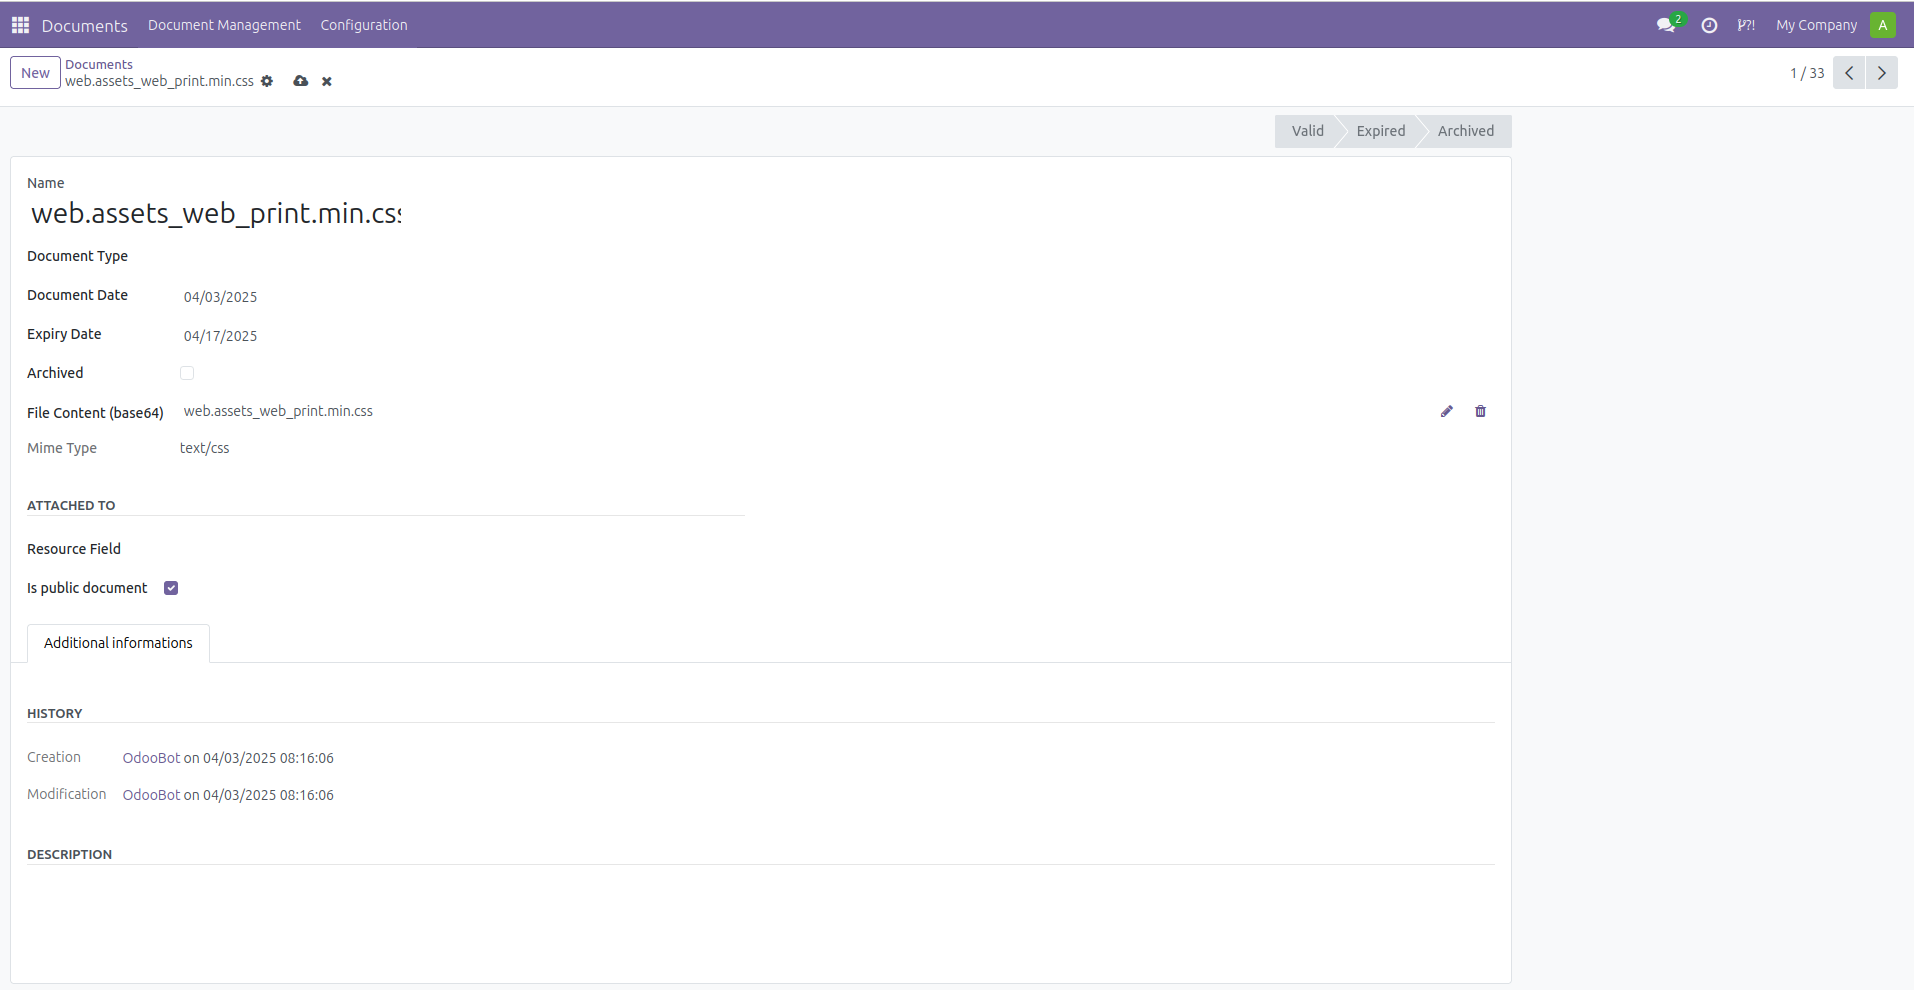 Documents Document Management Configuration 2 ?! My Company A
New Documents
web.assets_web_print.min.css
1 / 33
Valid Expired Archived
Name
web.assets_web_print.min.css
Document Type
Document Date 04/03/2025
Expiry Date 04/17/2025
Archived
File Content (base64) web.assets_web_print.min.css
Mime Type text/css
ATTACHED TO
Resource Field
Is public document
Additional informations
HISTORY
Creation OdooBot on 04/03/2025 08:16:06
Modification OdooBot on 04/03/2025 08:16:06
DESCRIPTION